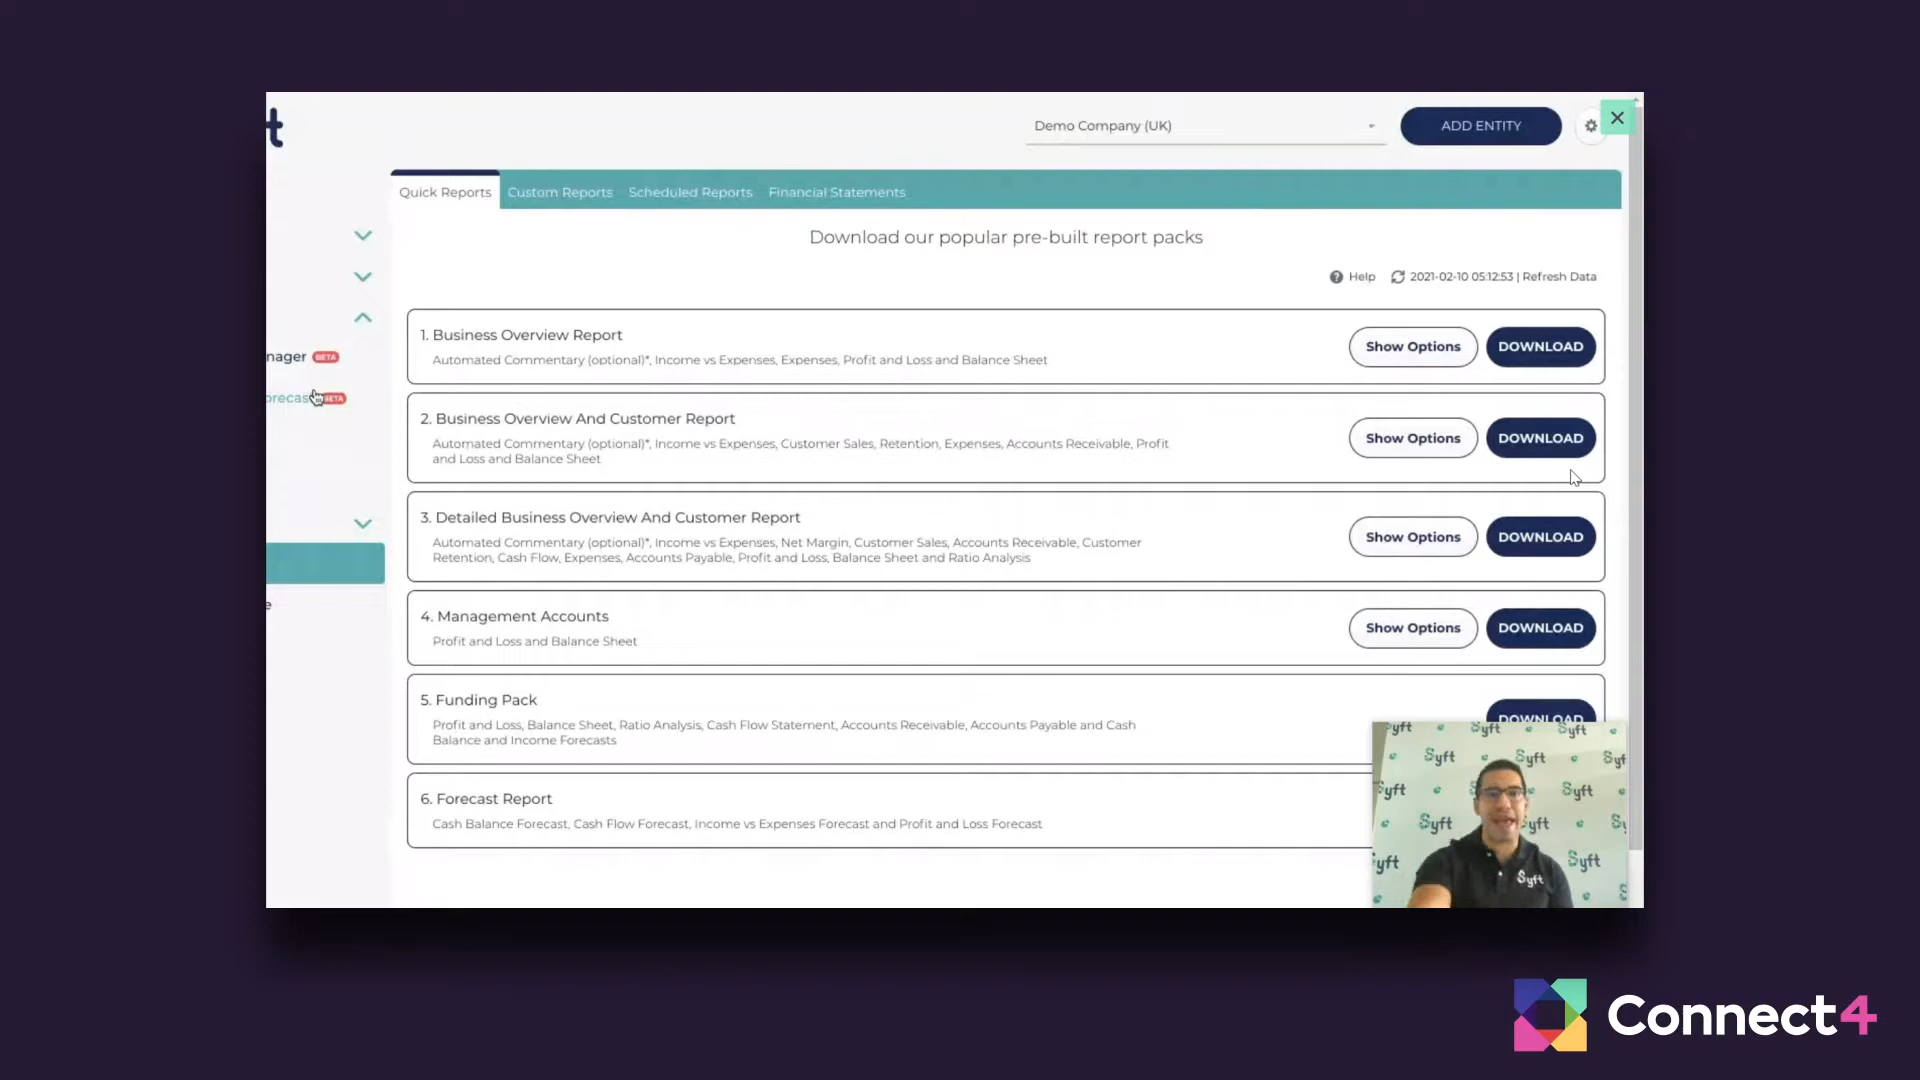 t
Demo Company (UK)
ADD ENTITY
Quick Reports
Custom Reports
Scheduled Reports
Financial Statements
Download our popular pre-built report packs
Help
2021-02-10 05:12:53 | Refresh Data
nager BETA
orecas BETA
e
1. Business Overview Report
Automated Commentary (optional)*, Income vs Expenses, Expenses, Profit and Loss and Balance Sheet
Show Options
DOWNLOAD
2. Business Overview And Customer Report
Automated Commentary (optional)*, Income vs Expenses, Customer Sales, Retention, Expenses, Accounts Receivable, Profit
and Loss and Balance Sheet
Show Options
DOWNLOAD
3. Detailed Business Overview And Customer Report
Automated Commentary (optional)*, Income vs Expenses, Net Margin, Customer Sales, Accounts Receivable, Customer
Retention, Cash Flow, Expenses, Accounts Payable, Profit and Loss, Balance Sheet and Ratio Analysis
Show Options
DOWNLOAD
4. Management Accounts
Profit and Loss and Balance Sheet
Show Options
DOWNLOAD
5. Funding Pack
Profit and Loss, Balance Sheet, Ratio Analysis, Cash Flow Statement, Accounts Receivable, Accounts Payable and Cash
Balance and Income Forecasts
DOWNLOAD
6. Forecast Report
Cash Balance Forecast, Cash Flow Forecast, Income vs Expenses Forecast and Profit and Loss Forecast
Syft
Connect4